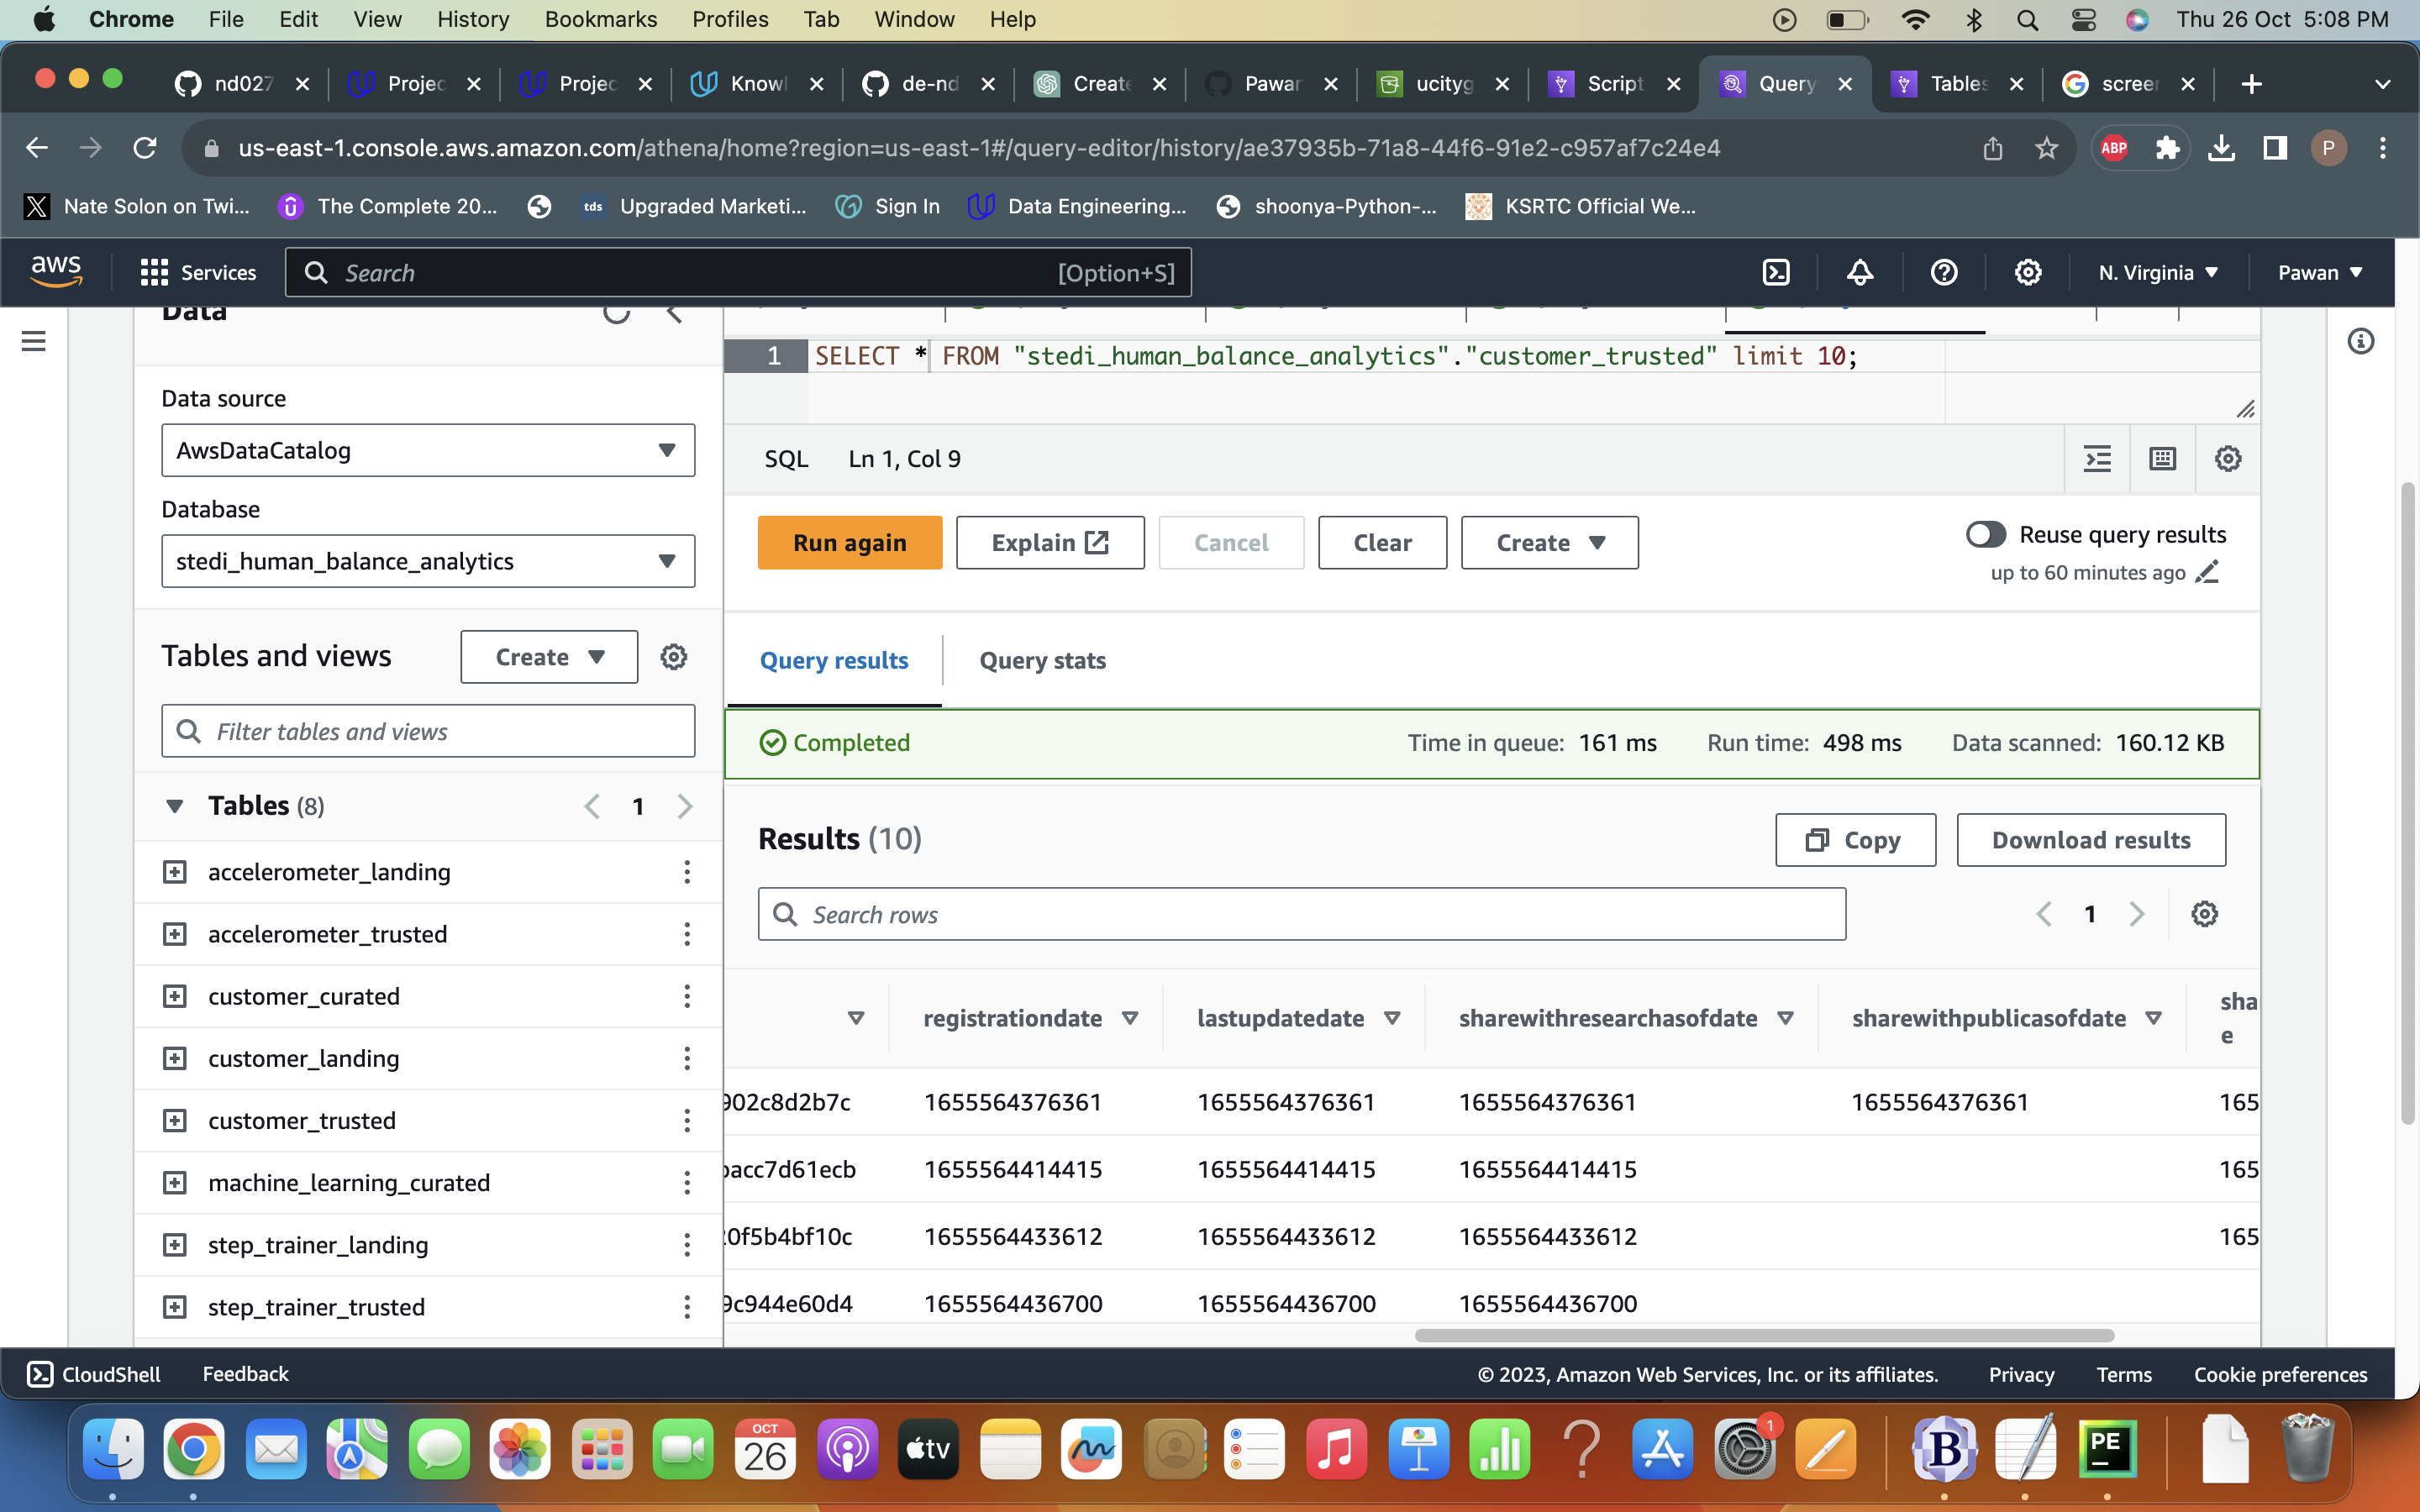 Chrome File Edit View History Bookmarks Profiles Tab Window Help Thu 26 Oct 5:08 PM
nd027 Projec Projec Knowl de-nd Create Pawan ucityg Script Query Tables screen
us-east-1.console.aws.amazon.com/athena/home?region=us-east-1#/query-editor/history/ae37935b-71a8-44f6-91e2-c957af7c24e4 ABP P
Nate Solon on Twi... The Complete 20... tds Upgraded Marketi... Sign In Data Engineering... shoonya-Python-... KSRTC Official We...
aws Services Search [Option+S] N. Virginia Pawan
Data
1 SELECT * FROM "stedi_human_balance_analytics"."customer_trusted" limit 10;
Data source
AwsDataCatalog
SQL Ln 1, Col 9
Database
stedi_human_balance_analytics
Run again Explain Cancel Clear Create Reuse query results
up to 60 minutes ago
Tables and views Create
Query results Query stats
Filter tables and views
Completed Time in queue: 161 ms Run time: 498 ms Data scanned: 160.12 KB
Tables (8) 1
accelerometer_landing
accelerometer_trusted
customer_curated
customer_landing
customer_trusted
machine_learning_curated
step_trainer_landing
step_trainer_trusted
Results (10) Copy Download results
Search rows 1
registrationdate lastupdatedate sharewithresearchasofdate sharewithpublicasofdate sha
e
902c8d2b7c 1655564376361 1655564376361 1655564376361 1655564376361 165
acc7d61ecb 1655564414415 1655564414415 1655564414415 165
0f5b4bf10c 1655564433612 1655564433612 1655564433612 165
9c944e60d4 1655564436700 1655564436700 1655564436700
CloudShell Feedback © 2023, Amazon Web Services, Inc. or its affiliates. Privacy Terms Cookie preferences
OCT
26
tv
1
B
PE